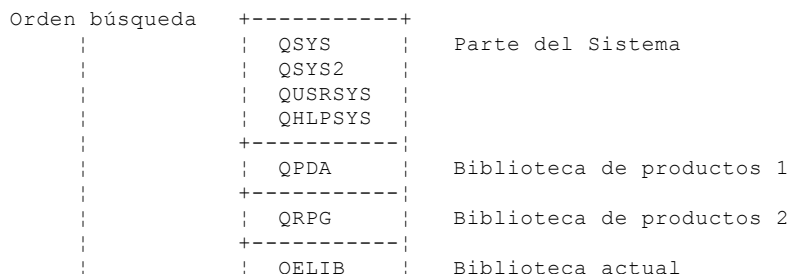 Orden búsqueda +-----------+
¦ ¦ QSYS ¦ Parte del Sistema
¦ ¦ QSYS2 ¦
¦ ¦ QUSRSYS ¦
¦ ¦ QHLPSYS ¦
¦ +-----------¦
¦ ¦ QPDA ¦ Biblioteca de productos 1
¦ +-----------¦
¦ ¦ QRPG ¦ Biblioteca de productos 2
¦ +-----------¦
¦ ¦ OELIB ¦ Biblioteca actual